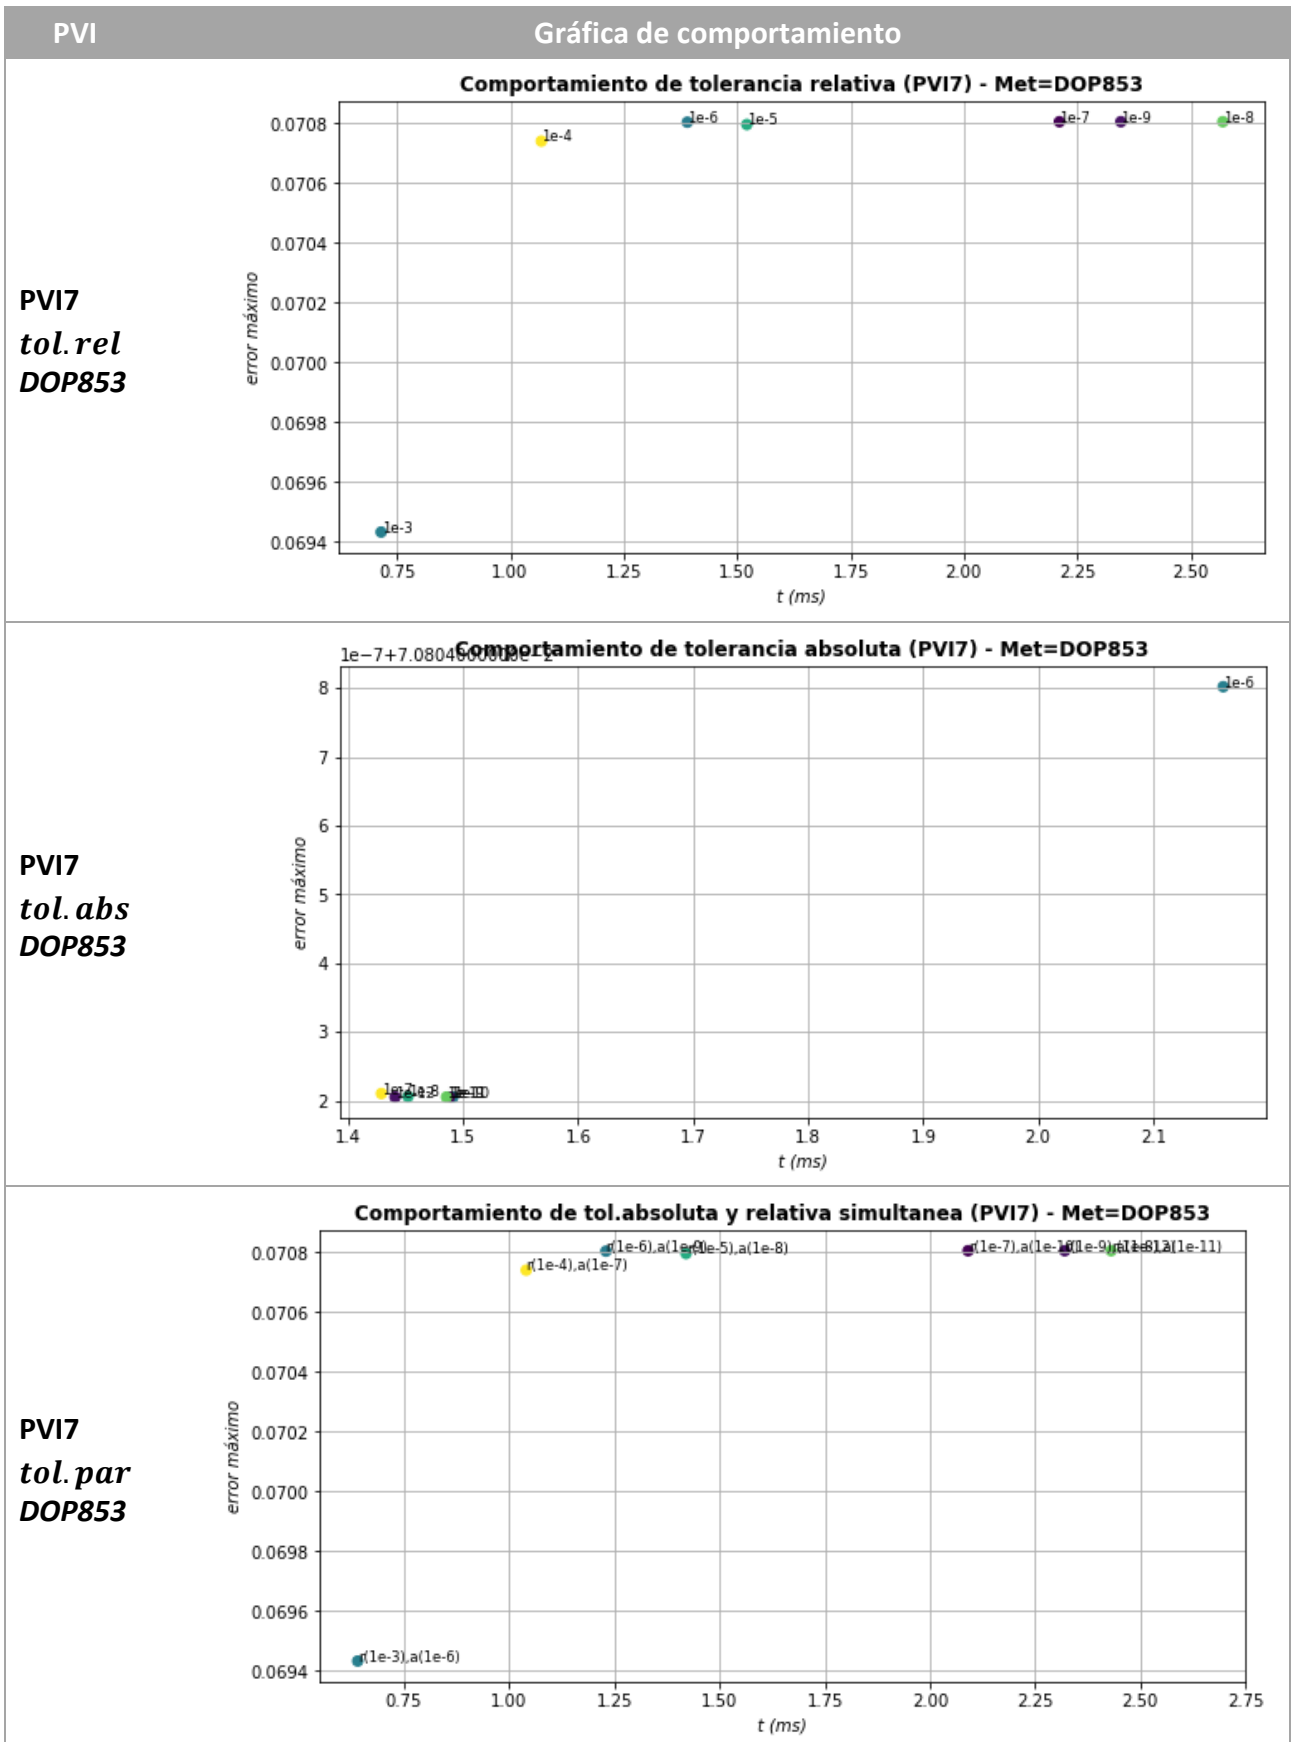 PVI Gráfica de comportamiento
PVI7
tol.rel
DOP853
Comportamiento de tolerancia relativa (PVI7) - Met=DOP853
error máximo
0.0708
0.0706
0.0704
0.0702
0.0700
0.0698
0.0696
0.0694
1e-4
1e-6
1e-5
1e-7
1e-9
1e-8
1e-3
0.75 1.00 1.25 1.50 1.75 2.00 2.25 2.50
t (ms)
PVI7
tol.abs
DOP853
Comportamiento de tolerancia absoluta (PVI7) - Met=DOP853
error máximo
8
7
6
5
4
3
2
1e-6
1.4 1.5 1.6 1.7 1.8 1.9 2.0 2.1
t (ms)
PVI7
tol.par
DOP853
Comportamiento de tol.absoluta y relativa simultanea (PVI7) - Met=DOP853
error máximo
0.0708
0.0706
0.0704
0.0702
0.0700
0.0698
0.0696
0.0694
r(1e-4),a(1e-7)
r(1e-3),a(1e-6)
0.75 1.00 1.25 1.50 1.75 2.00 2.25 2.50 2.75
t (ms)